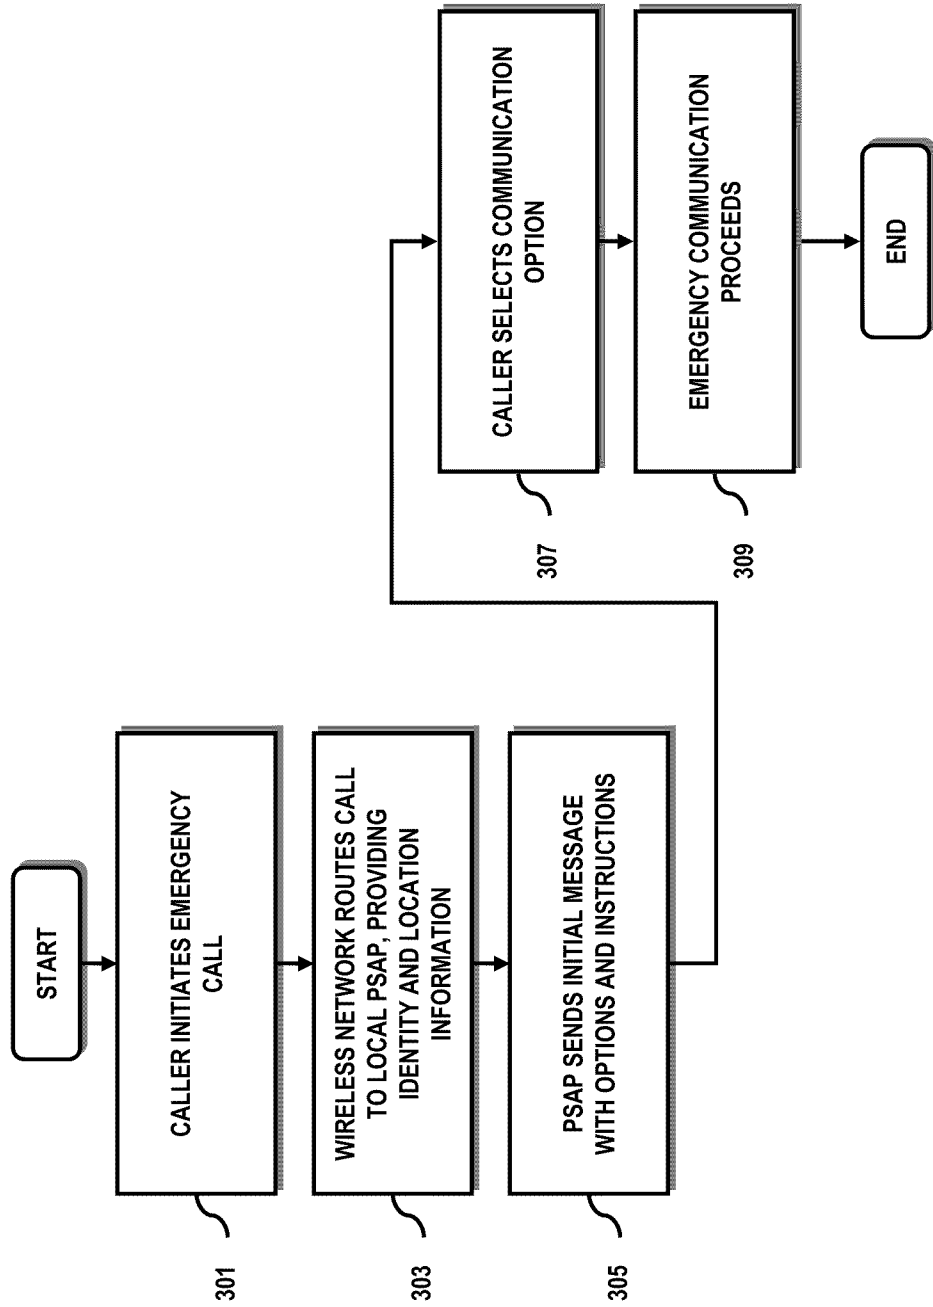 START
CALLER INITIATES EMERGENCY
CALL
301
WIRELESS NETWORK ROUTES CALL
TO LOCAL PSAP, PROVIDING
IDENTITY AND LOCATION
INFORMATION
303
PSAP SENDS INITIAL MESSAGE
WITH OPTIONS AND INSTRUCTIONS
305
CALLER SELECTS COMMUNICATION
OPTION
307
EMERGENCY COMMUNICATION
PROCEEDS
309
END